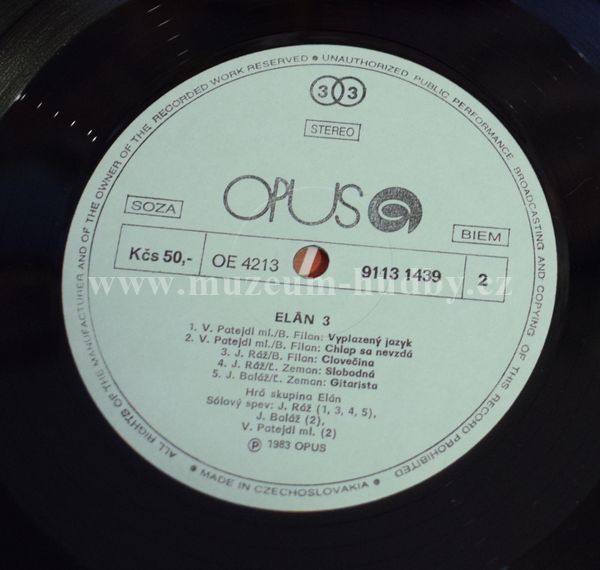 ALL RIGHTS OF THE MANUFACTURER AND OF THE OWNER OF THE RECORDED WORK RESERVED ● UNAUTHORIZED PUBLIC PERFORMANCE BROADCASTING AND COPYING OF THIS RECORD PROHIBITED
● MADE IN CZECHOSLOVAKIA ●
33
STEREO
OPUS
SOZA
BIEM
Kčs 50,- OE 4213 9113 1439 2
www.muzeum-hudby.cz
ELÁN 3
1. V. Patejdl ml./B. Filan: Vyplazený jazyk
2. V. Patejdl ml./B. Filan: Chlap sa nevzdá
3. J. Ráž/B. Filan: Clovečina
4. J. Ráž/Ľ. Zeman: Slobodná
5. J. Baláž/Ľ. Zeman: Gitarista
Hrá skupina Elán
Sólový spev: J. Ráž (1, 3, 4, 5),
J. Baláž (2),
V. Patejdl ml. (2)
Ⓟ 1983 OPUS